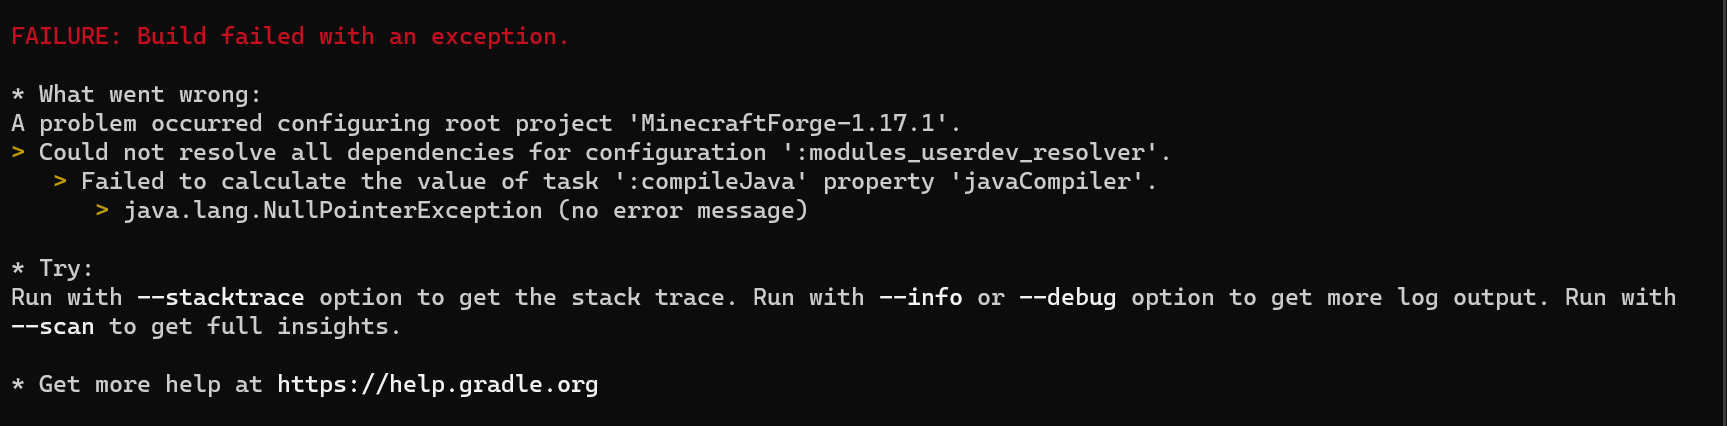 FAILURE: Build failed with an exception.
* What went wrong:
A problem occurred configuring root project 'MinecraftForge-1.17.1'.
> Could not resolve all dependencies for configuration ':modules_userdev_resolver'.
> Failed to calculate the value of task ':compileJava' property 'javaCompiler'.
> java.lang.NullPointerException (no error message)
* Try:
Run with --stacktrace option to get the stack trace. Run with --info or --debug option to get more log output. Run with
--scan to get full insights.
* Get more help at https://help.gradle.org